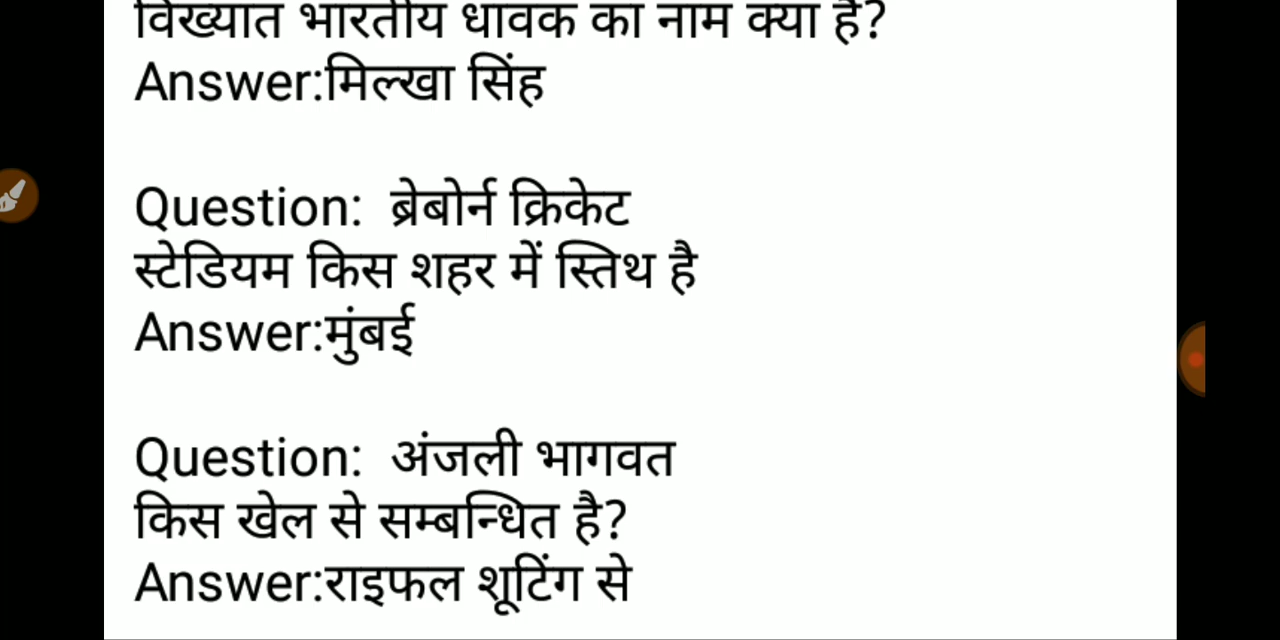 विख्यात भारतीय धावक का नाम क्या है?
Answer:मिल्खा सिंह
Question: ब्रेबोर्न क्रिकेट
स्टेडियम किस शहर में स्तिथ है
Answer:मुंबई
Question: अंजली भागवत
किस खेल से सम्बन्धित है?
Answer:राइफल शूटिंग से